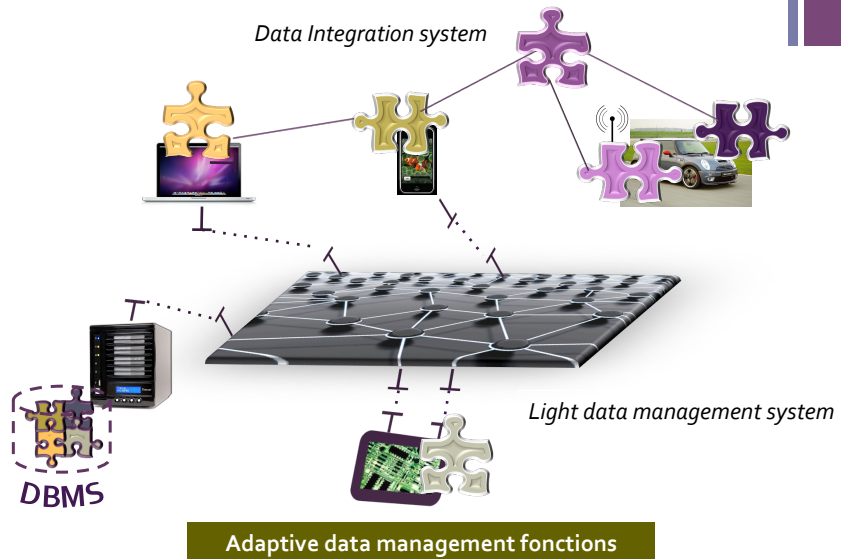 Data Integration system
Light data management system
DBMS
Adaptive data management fonctions